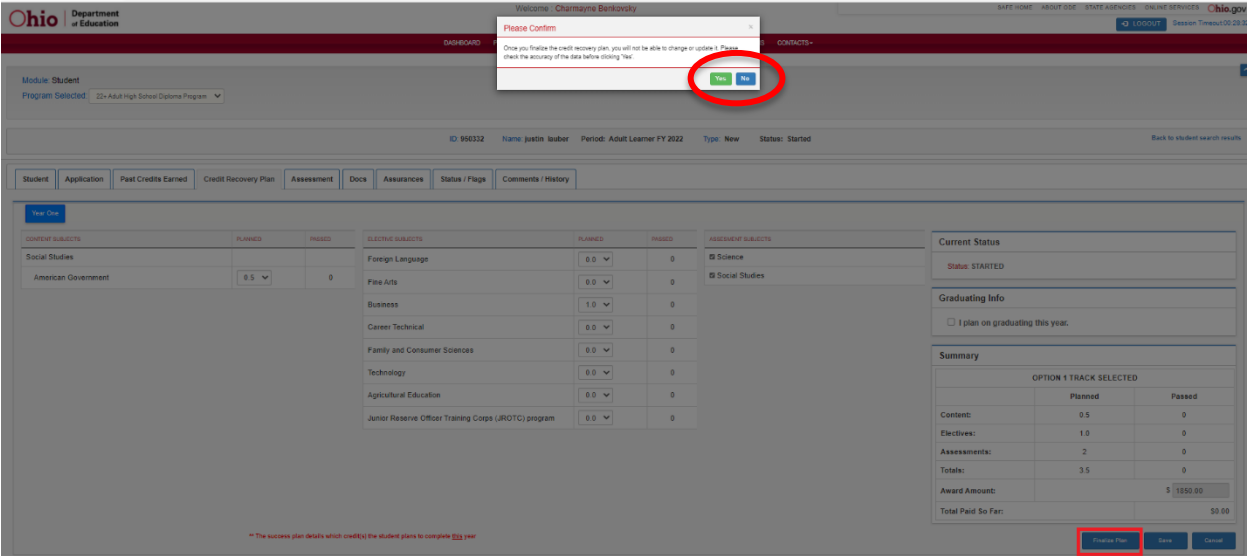 Ohio Department of Education
Welcome : Charmayne Benkovsky
SAFE HOME ABOUT ODE STATE AGENCIES ONLINE SERVICES Ohio.gov
LOGOUT Session Timeout:00:29:
DASHBOARD
CONTACTS
Please Confirm ×
Once you finalize the credit recovery plan, you will not be able to change or update it. Please
check the accuracy of the data before clicking 'Yes'.
Yes No
Module: Student
Program Selected: 22+ Adult High School Diploma Program
ID: 950332 Name: justin lauber Period: Adult Learner FY 2022 Type: New Status: Started Back to student search results
Student Application Past Credits Earned Credit Recovery Plan Assessment Docs Assurances Status / Flags Comments / History
Year One
CONTENT SUBJECTS PLANNED PASSED
Social Studies
American Government 0.5 0
ELECTIVE SUBJECTS PLANNED PASSED
Foreign Language 0.0 0
Fine Arts 0.0 0
Business 1.0 0
Career Technical 0.0 0
Family and Consumer Sciences 0.0 0
Technology 0.0 0
Agricultural Education 0.0 0
Junior Reserve Officer Training Corps (JROTC) program 0.0 0
ASSESSMENT SUBJECTS
Science
Social Studies
Current Status
Status: STARTED
Graduating Info
I plan on graduating this year.
Summary
OPTION 1 TRACK SELECTED
Planned Passed
Content: 0.5 0
Electives: 1.0 0
Assessments: 2 0
Totals: 3.5 0
Award Amount: $ 1050.00
Total Paid So Far: $0.00
** The success plan details which credit(s) the student plans to complete this year
Finalize Plan Save Cancel